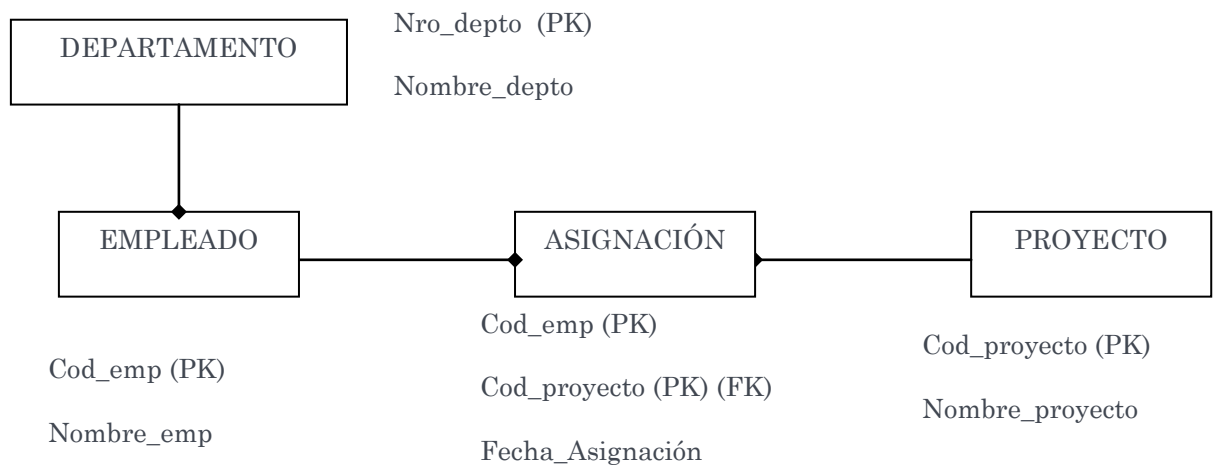 DEPARTAMENTO
Nro_depto (PK)
Nombre_depto
EMPLEADO
ASIGNACIÓN
PROYECTO
Cod_emp (PK)
Nombre_emp
Cod_emp (PK)
Cod_proyecto (PK) (FK)
Fecha_Asignación
Cod_proyecto (PK)
Nombre_proyecto